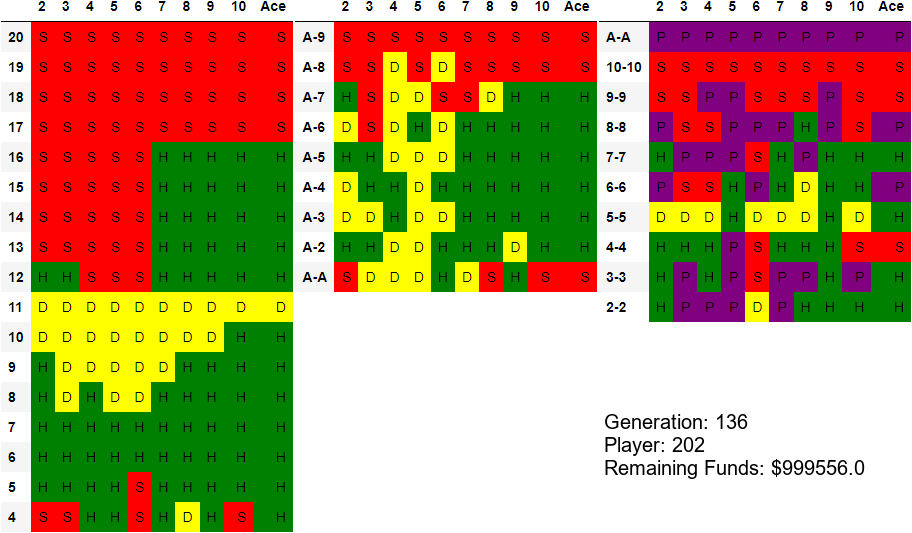 2 3 4 5 6 7 8 9 10 Ace
20 S S S S S S S S S S
19 S S S S S S S S S S
18 S S S S S S S S S S
17 S S S S S S S S S S
16 S S S S S H H H H H
15 S S S S S H H H H H
14 S S S S S H H H H H
13 S S S S S H H H H H
12 H H S S S H H H H H
11 D D D D D D D D D D
10 D D D D D D D D H H
9 H D D D D D H H H H
8 H D H D D H H H H H
7 H H H H H H H H H H
6 H H H H H H H H H H
5 H H H H S H H H H H
4 S S H H S H D H S H
2 3 4 5 6 7 8 9 10 Ace
A-9 S S S S S S S S S S
A-8 S S D S D S S S S S
A-7 H S D D S S D H H H
A-6 D S D H D H H H H H
A-5 H H D D D H H H H H
A-4 D H H D H H H H H H
A-3 D D H D D H H H H H
A-2 H H D D H H H D H H
A-A S D D D H D S H S S
2 3 4 5 6 7 8 9 10 Ace
A-A P P P P P P P P P P
10-10 S S S S S S S S S S
9-9 S S P P S S S P S S
8-8 P S S P P P H P S P
7-7 H P P P S H P H H H
6-6 P S S H P H D H H P
5-5 D D D H D D D H D H
4-4 H H H P S H H H S S
3-3 H P H P S P P H P H
2-2 H P P P D P H H H H
Generation: 136
Player: 202
Remaining Funds: $999556.0